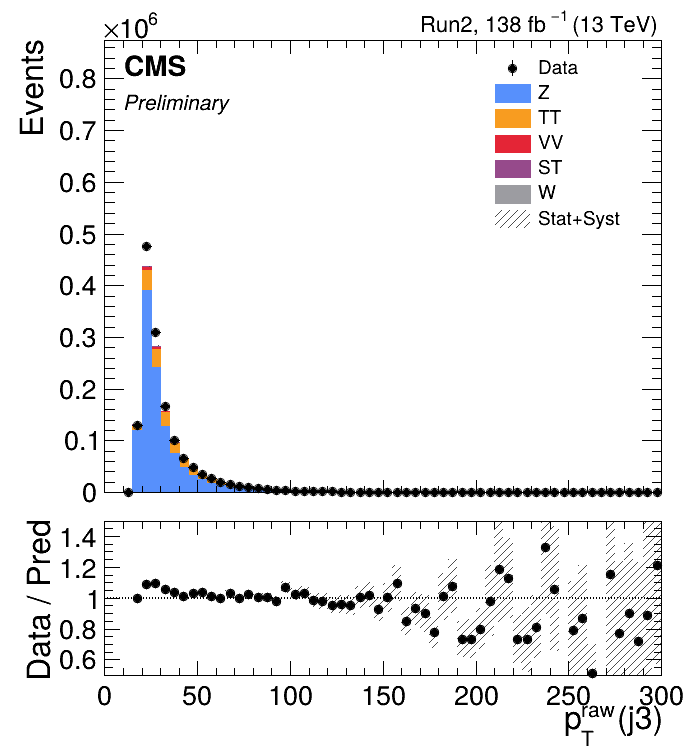 ×10^6
Run2, 138 fb^−1 (13 TeV)
CMS
Preliminary
Events
Data
Z
TT
VV
ST
W
Stat+Syst
0.8
0.7
0.6
0.5
0.4
0.3
0.2
0.1
0
Data / Pred
1.4
1.2
1
0.8
0.6
0 50 100 150 200 250 300
p_T^raw(j3)